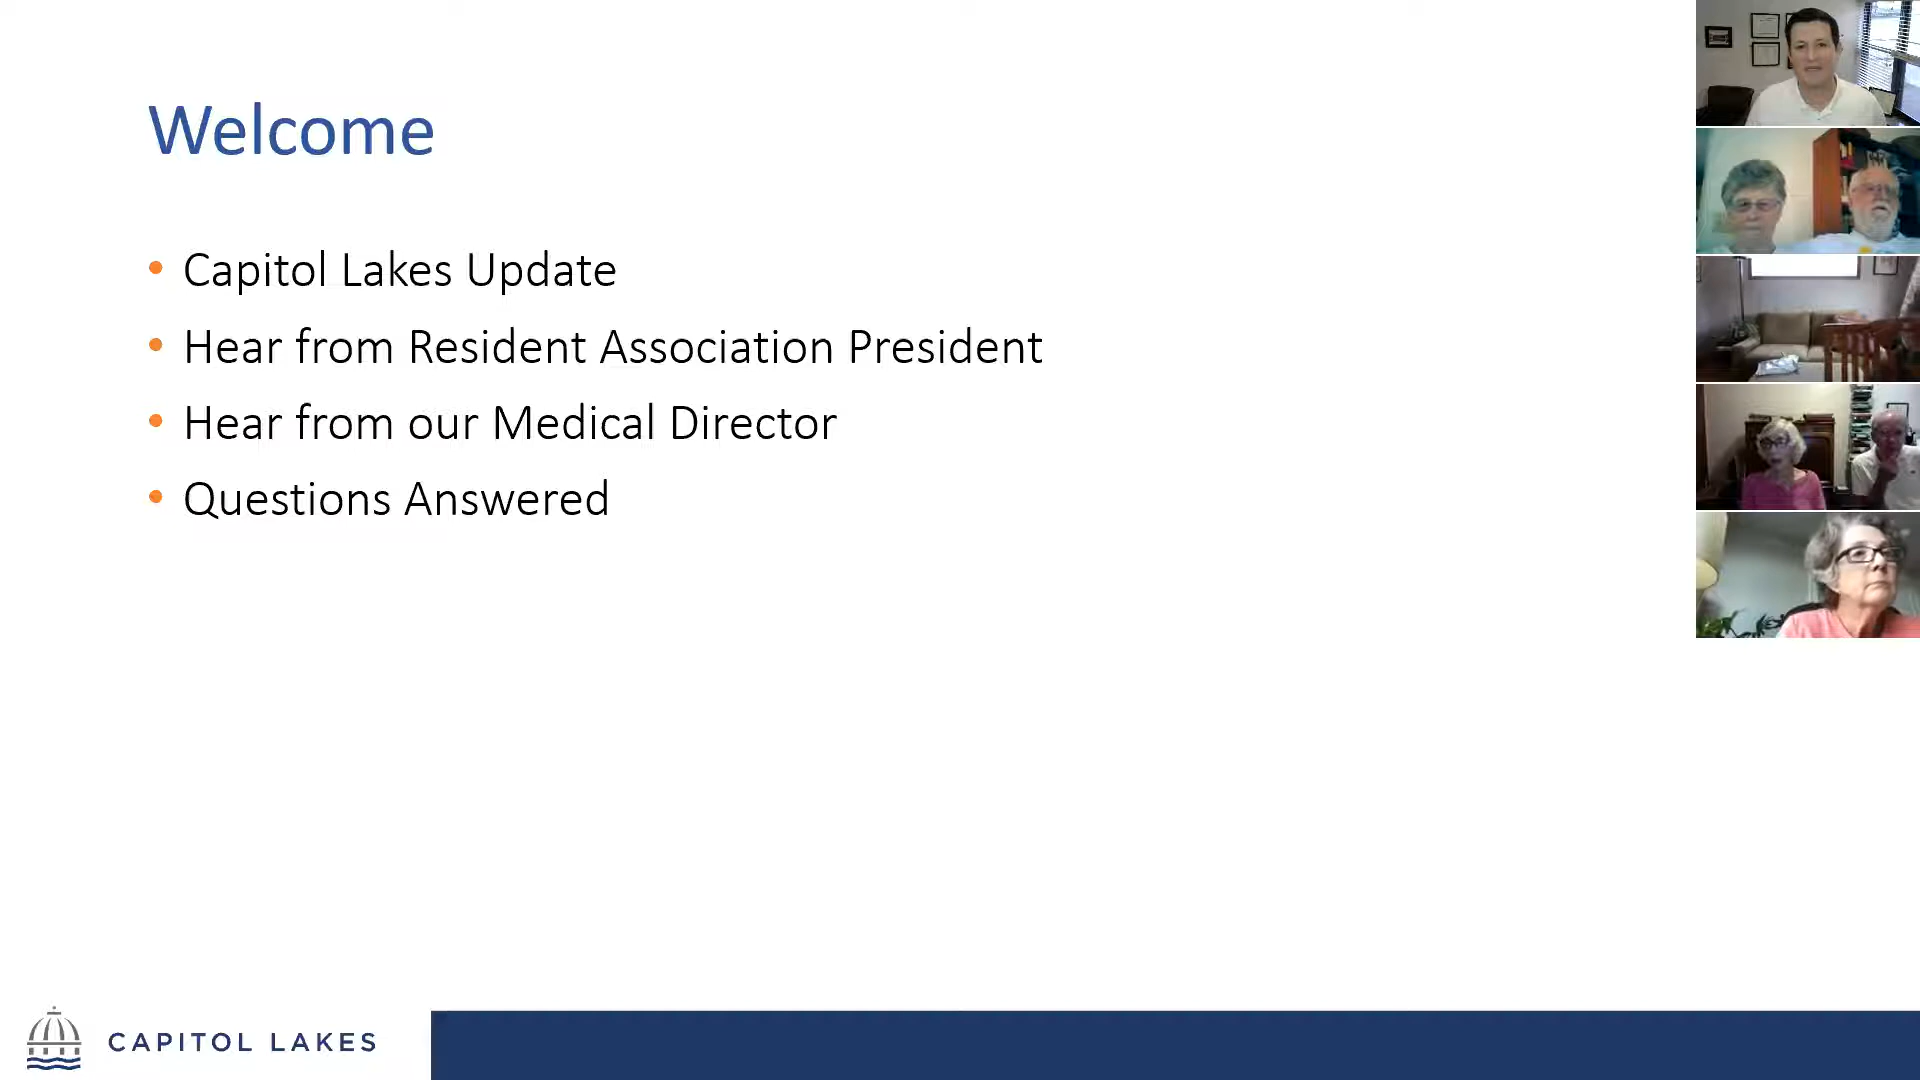 Welcome
• Capitol Lakes Update
• Hear from Resident Association President
• Hear from our Medical Director
• Questions Answered
CAPITOL LAKES